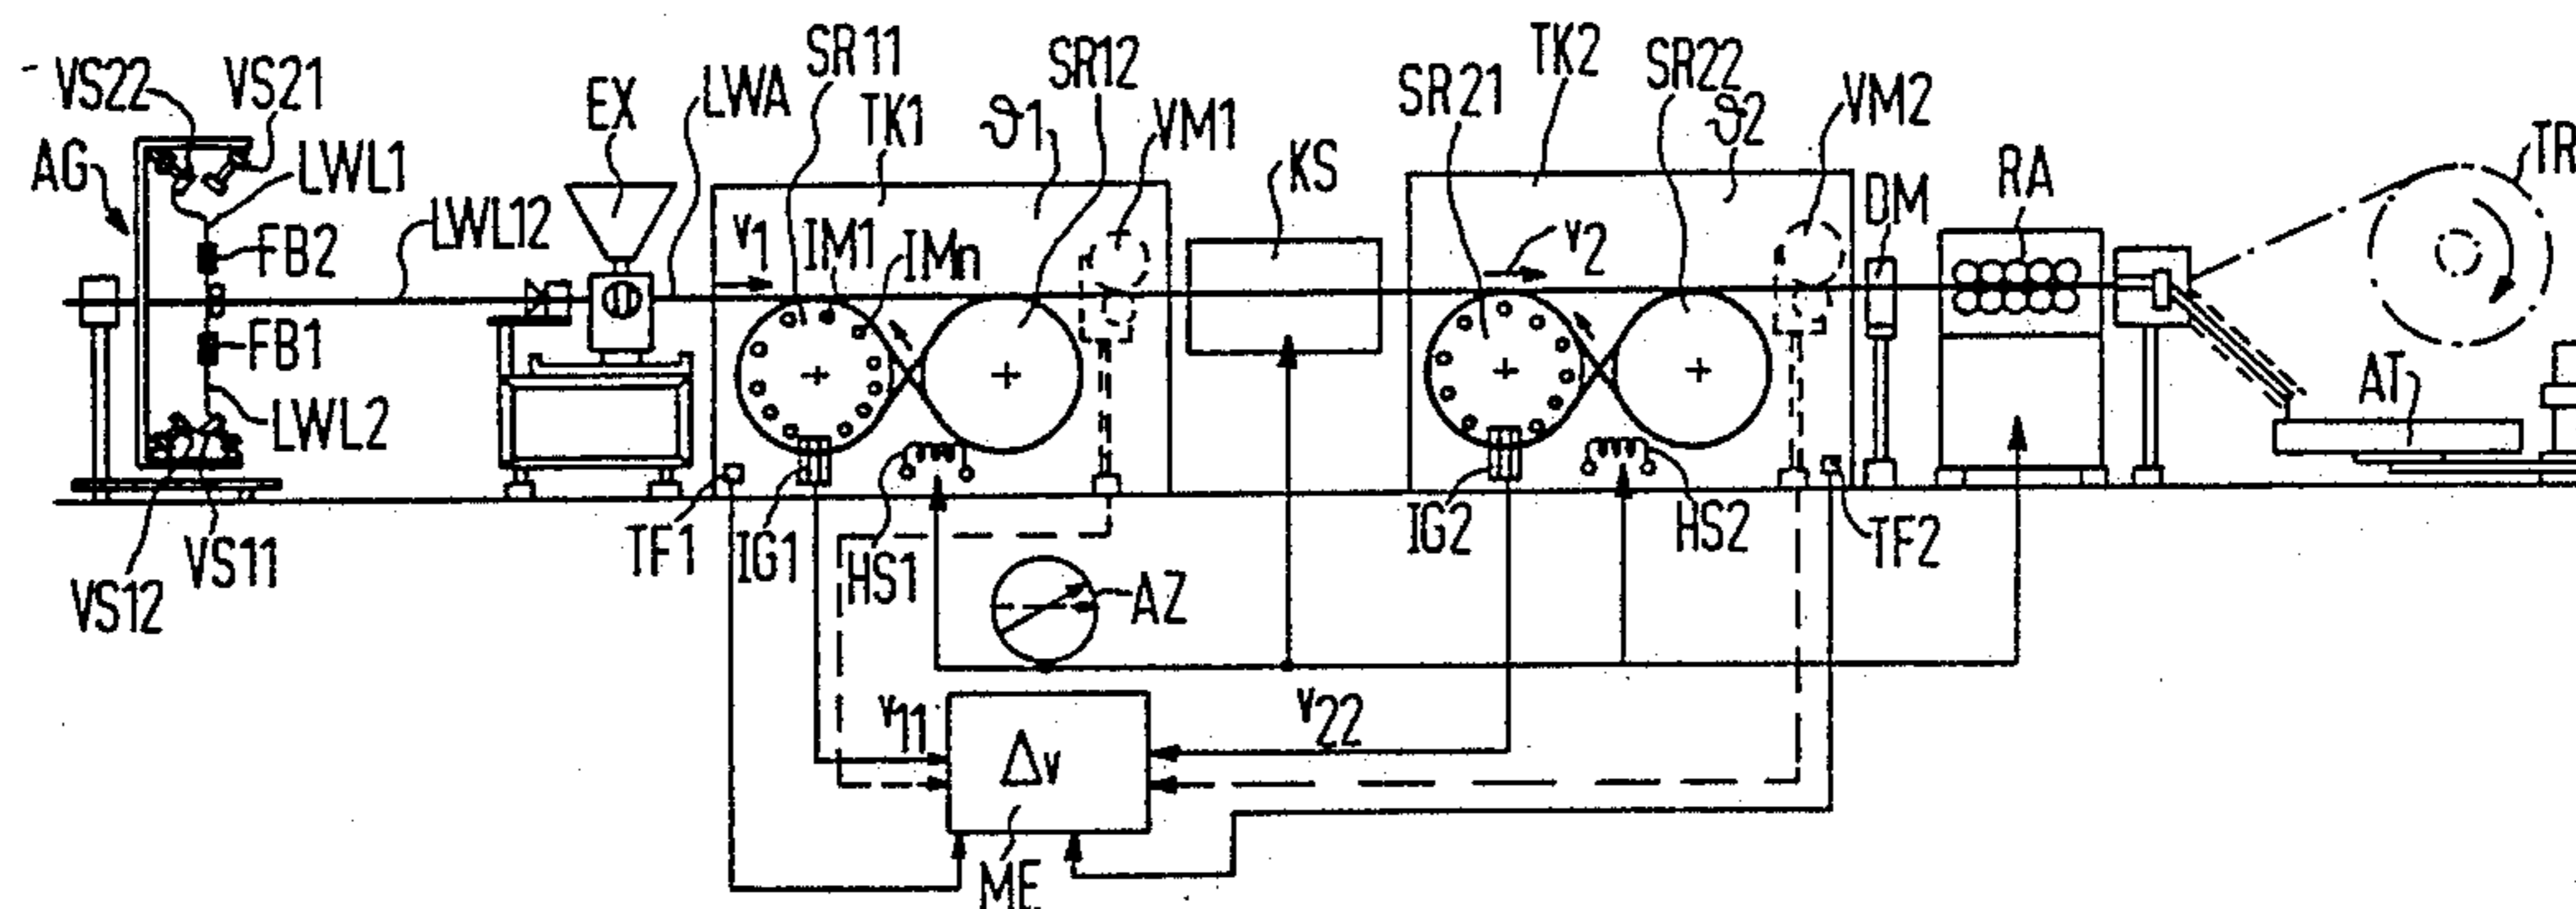 VS22
VS21
AG
LWL1
FB2
LWL12
FB1
LWL2
VS12
VS11
EX
LWA
SR11
TK1
ϑ1
SR12
VM1
v1
IM1
IMn
KS
TF1
IG1
HS1
AZ
SR21
TK2
SR22
ϑ2
VM2
v2
DM
RA
TR
AT
IG2
HS2
TF2
v11
v22
Δv
ME